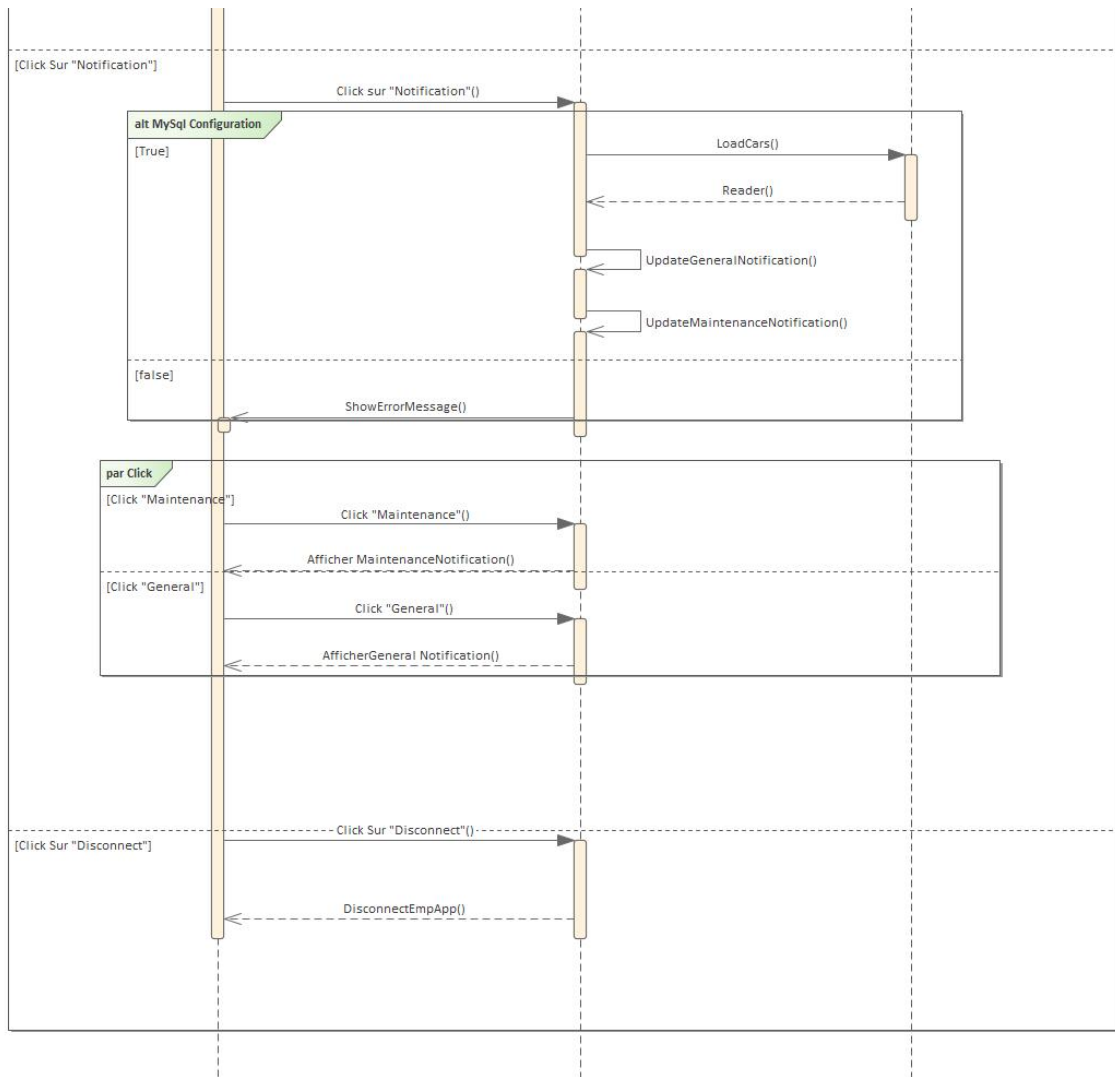 [Click Sur "Notification"]
Click sur "Notification"()
alt MySql Configuration
[True]
LoadCars()
Reader()
UpdateGeneralNotification()
UpdateMaintenanceNotification()
[false]
ShowErrorMessage()
par Click
[Click "Maintenance"]
Click "Maintenance"()
Afficher MaintenanceNotification()
[Click "General"]
Click "General"()
AfficherGeneral Notification()
Click Sur "Disconnect"()
[Click Sur "Disconnect"]
DisconnectEmpApp()